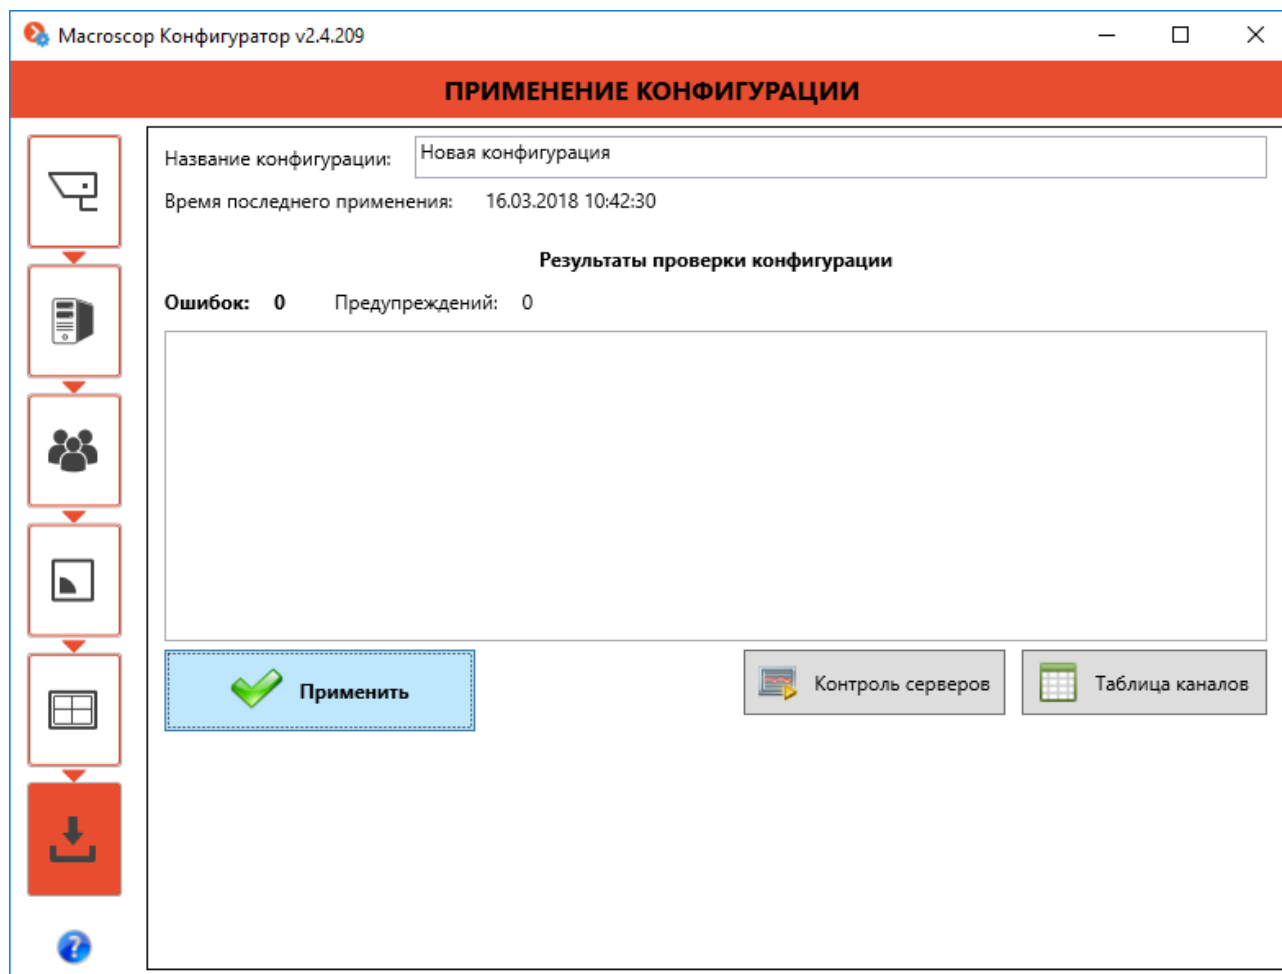 Macroscop Конфигуратор v2.4.209
ПРИМЕНЕНИЕ КОНФИГУРАЦИИ
Название конфигурации: Новая конфигурация
Время последнего применения: 16.03.2018 10:42:30
Результаты проверки конфигурации
Ошибок: 0 Предупреждений: 0
Применить Контроль серверов Таблица каналов
?